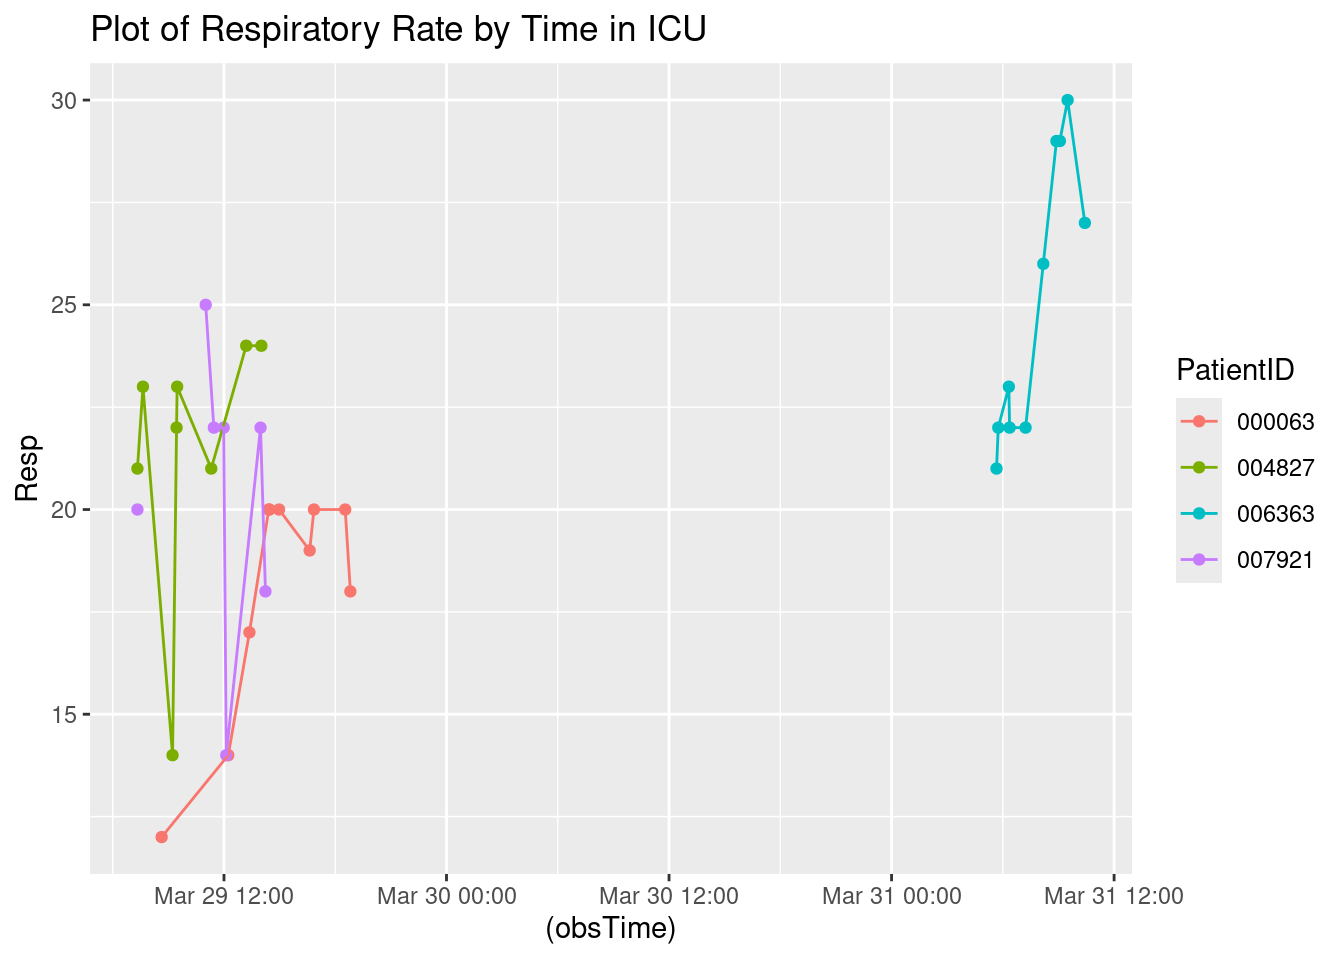 Plot of Respiratory Rate by Time in ICU
30
25
20
15
Resp
Mar 29 12:00
Mar 30 00:00
Mar 30 12:00
Mar 31 00:00
Mar 31 12:00
(obsTime)
PatientID
000063
004827
006363
007921